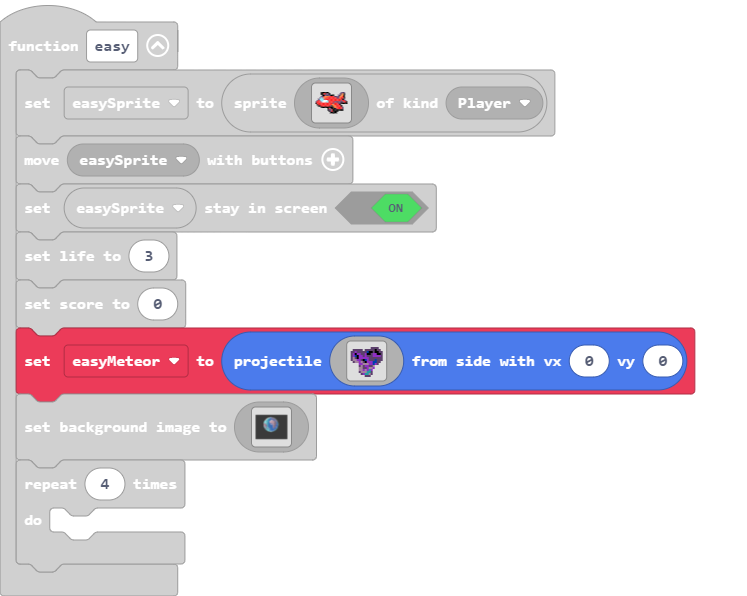 function easy
set easySprite to sprite of kind Player
move easySprite with buttons
set easySprite stay in screen ON
set life to 3
set score to 0
set easyMeteor to projectile from side with vx 0 vy 0
set background image to
repeat 4 times
do